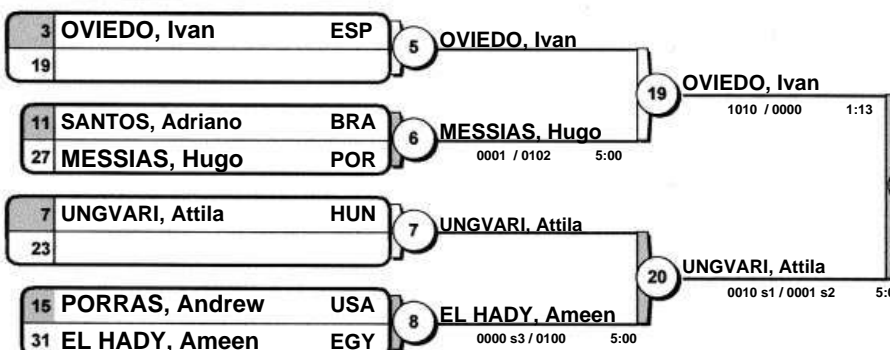 3 OVIEDO, Ivan ESP
19
5 OVIEDO, Ivan
11 SANTOS, Adriano BRA
27 MESSIAS, Hugo POR
6 MESSIAS, Hugo
0001 / 0102 5:00
19 OVIEDO, Ivan
1010 / 0000 1:13
7 UNGVARI, Attila HUN
23
7 UNGVARI, Attila
15 PORRAS, Andrew USA
31 EL HADY, Ameen EGY
8 EL HADY, Ameen
0000 s3 / 0100 5:00
20 UNGVARI, Attila
0010 s1 / 0001 s2